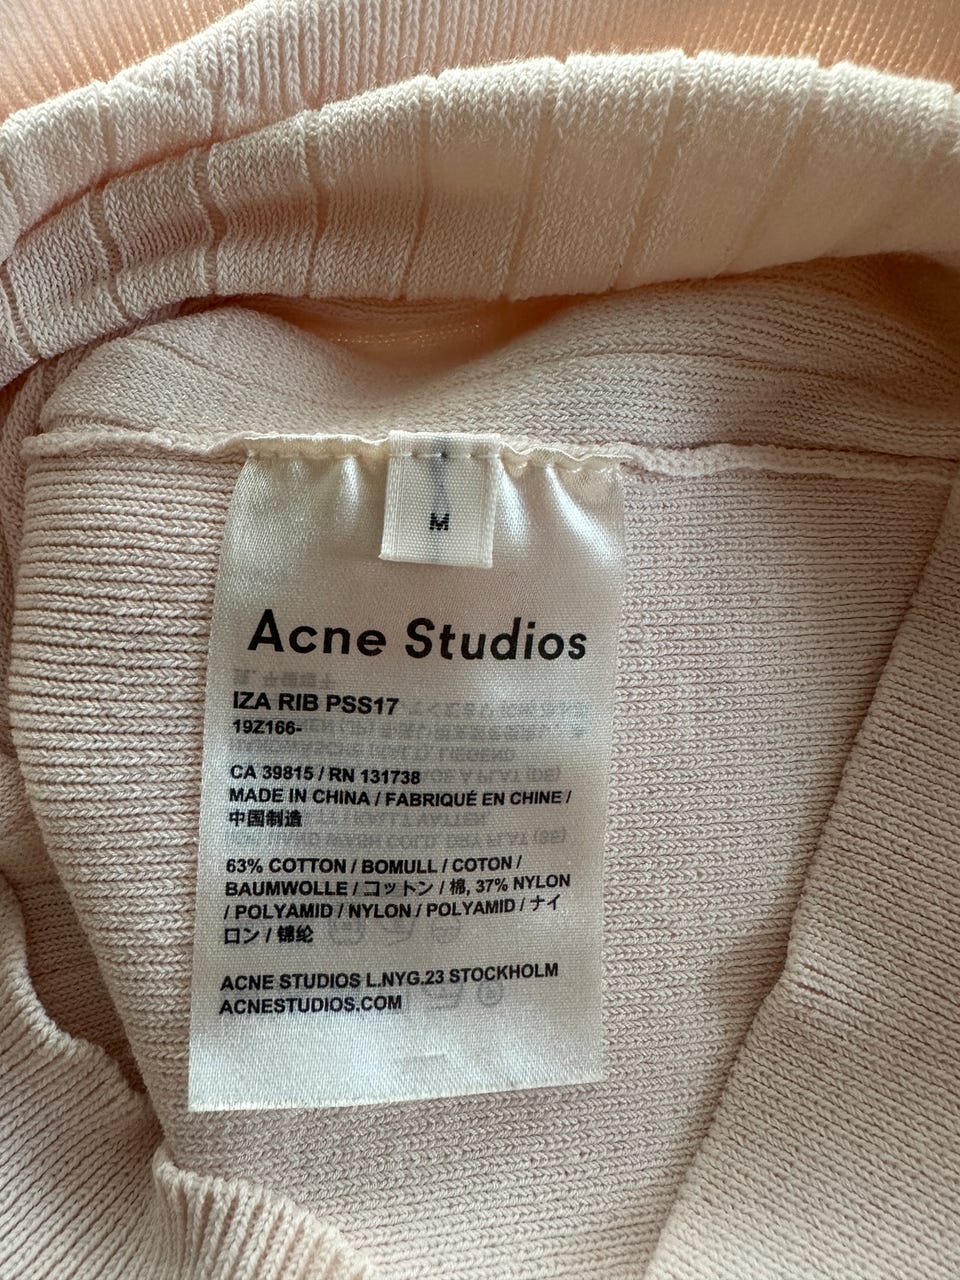 M
Acne Studios
IZA RIB PSS17
19Z166-
CA 39815 / RN 131738
MADE IN CHINA / FABRIQUÉ EN CHINE /
中国制造
63% COTTON / BOMULL / COTON /
BAUMWOLLE / コットン / 棉, 37% NYLON
/ POLYAMID / NYLON / POLYAMID / ナイ
ロン / 锦纶
ACNE STUDIOS L.NYG.23 STOCKHOLM
ACNESTUDIOS.COM